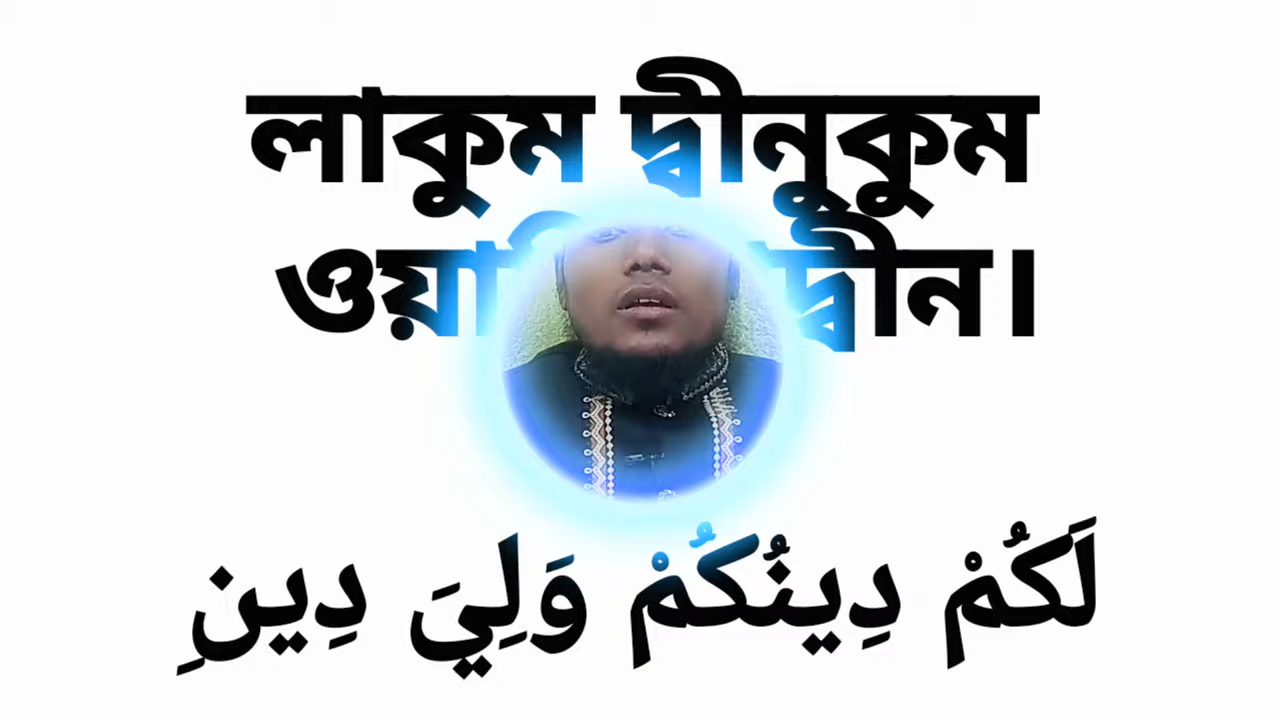 লাকুম দ্বীনুকুম
দ্বীন।
لَكُمْ دِينُكُمْ وَلِيَ دِينِ